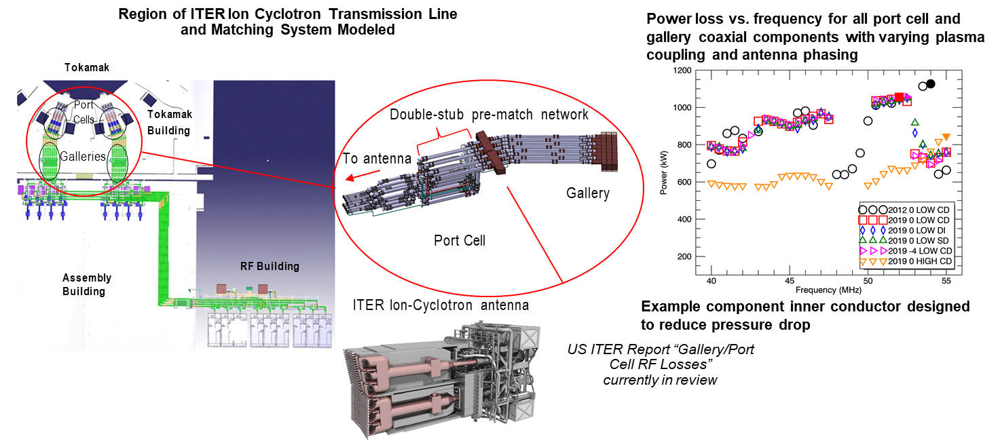 Region of ITER Ion Cyclotron Transmission Line
and Matching System Modeled
Tokamak
Port
Cells
Tokamak
Building
Galleries
Assembly
Building
RF Building
Double-stub pre-match network
To antenna
Gallery
Port Cell
ITER Ion-Cyclotron antenna
Power loss vs. frequency for all port cell and
gallery coaxial components with varying plasma
coupling and antenna phasing
1200
1000
800
600
400
200
Power (kW)
2012 0 LOW CD
2019 0 LOW CD
2019 0 LOW DI
2019 0 LOW SD
2019 -4 LOW CD
2019 0 HIGH CD
40
45
50
55
Frequency (MHz)
Example component inner conductor designed
to reduce pressure drop
US ITER Report “Gallery/Port
Cell RF Losses”
currently in review